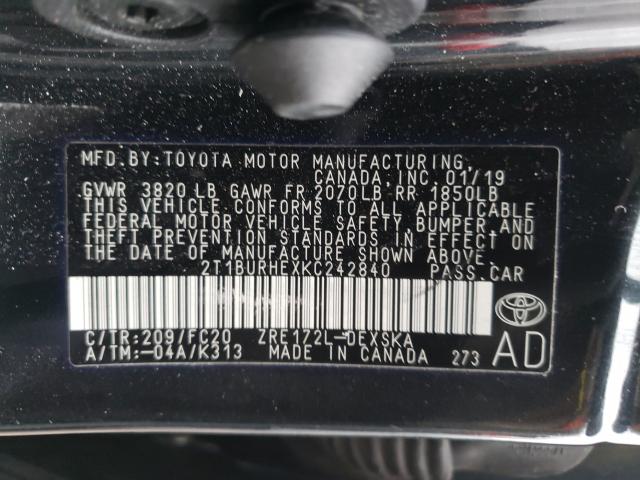 MFD.BY:TOYOTA MOTOR MANUFACTURING,
CANADA, INC. 01/19
GVWR 3820 LB GAWR FR 2070LB RR 1850LB
THIS VEHICLE CONFORMS TO ALL APPLICABLE
FEDERAL MOTOR VEHICLE SAFETY, BUMPER, AND
THEFT PREVENTION STANDARDS IN EFFECT ON
THE DATE OF MANUFACTURE SHOWN ABOVE.
2T1BURHEXKC242840 PASS.CAR
C/TR:209/FC20 ZRE172L-DEXSKA
A/TM:-04A/K313 MADE IN CANADA 273
AD